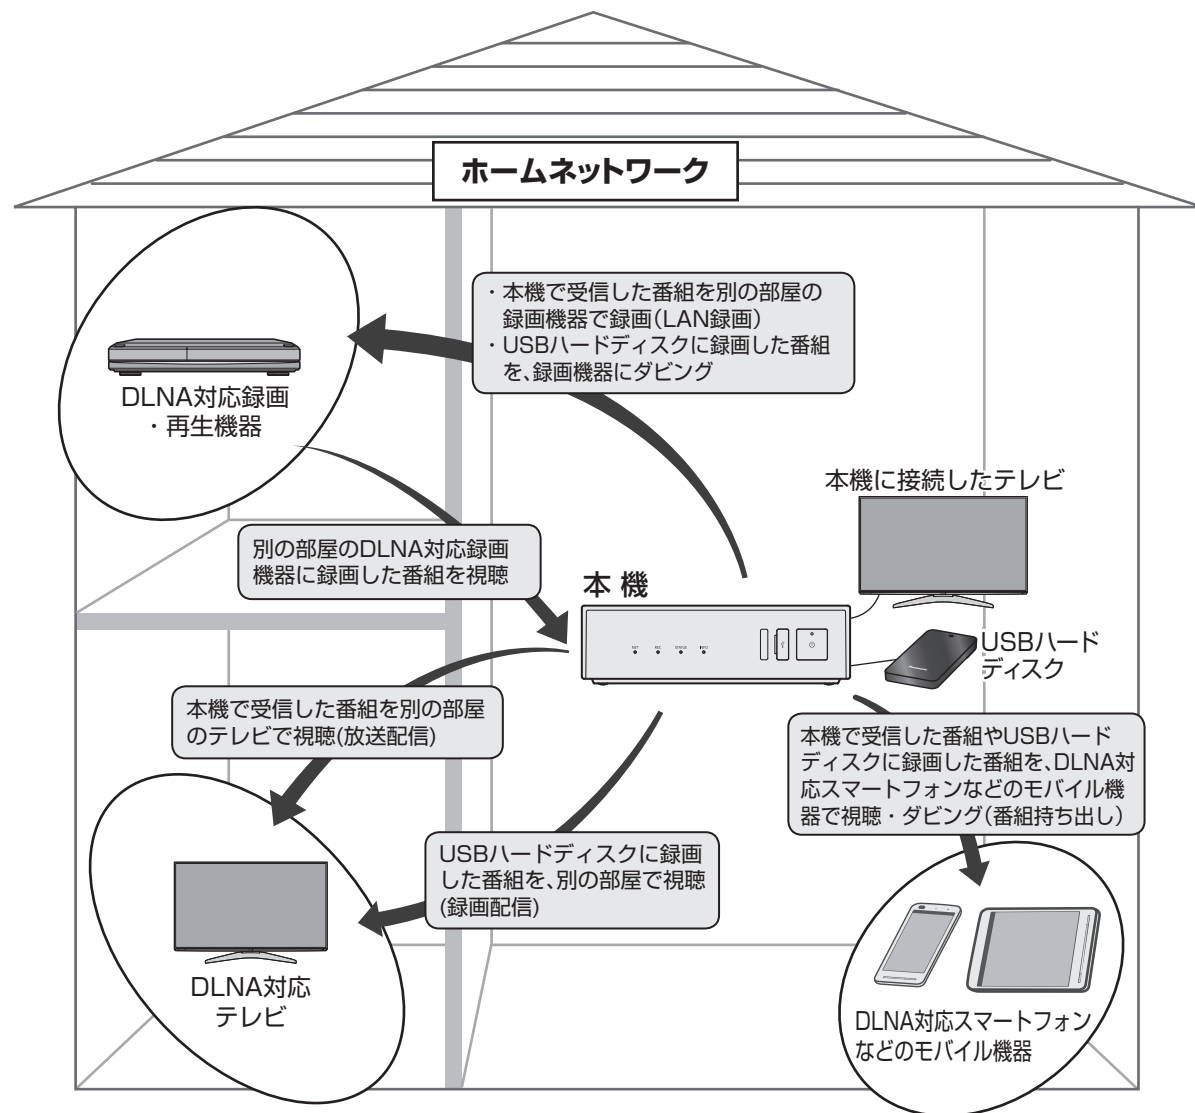 ホームネットワーク
・本機で受信した番組を別の部屋の
録画機器で録画(LAN録画)
・USBハードディスクに録画した番組
を、録画機器にダビング
DLNA対応録画
・再生機器
本機に接続したテレビ
別の部屋のDLNA対応録画
機器に録画した番組を視聴
本 機
USBハード
ディスク
本機で受信した番組を別の部屋
のテレビで視聴(放送配信)
本機で受信した番組やUSBハード
ディスクに録画した番組を、DLNA対
応スマートフォンなどのモバイル機
器で視聴・ダビング(番組持ち出し)
USBハードディスクに録画
した番組を、別の部屋で視聴
(録画配信)
DLNA対応
テレビ
DLNA対応スマートフォン
などのモバイル機器